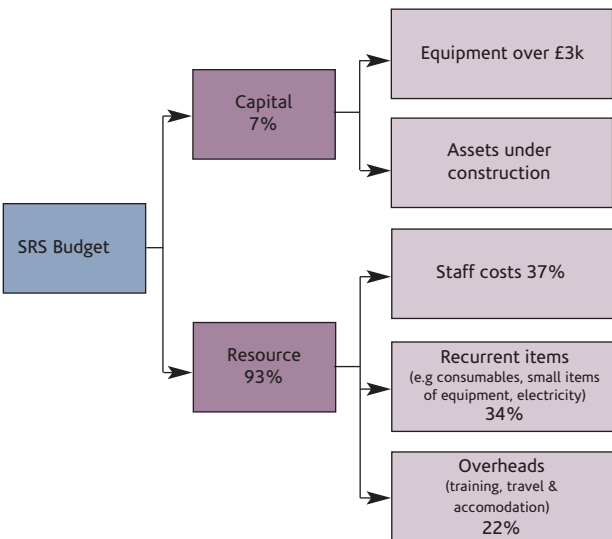 SRS Budget
Capital
7%
Equipment over £3k
Assets under
construction
Resource
93%
Staff costs 37%
Recurrent items
(e.g consumables, small items
of equipment, electricity)
34%
Overheads
(training, travel &
accomodation)
22%